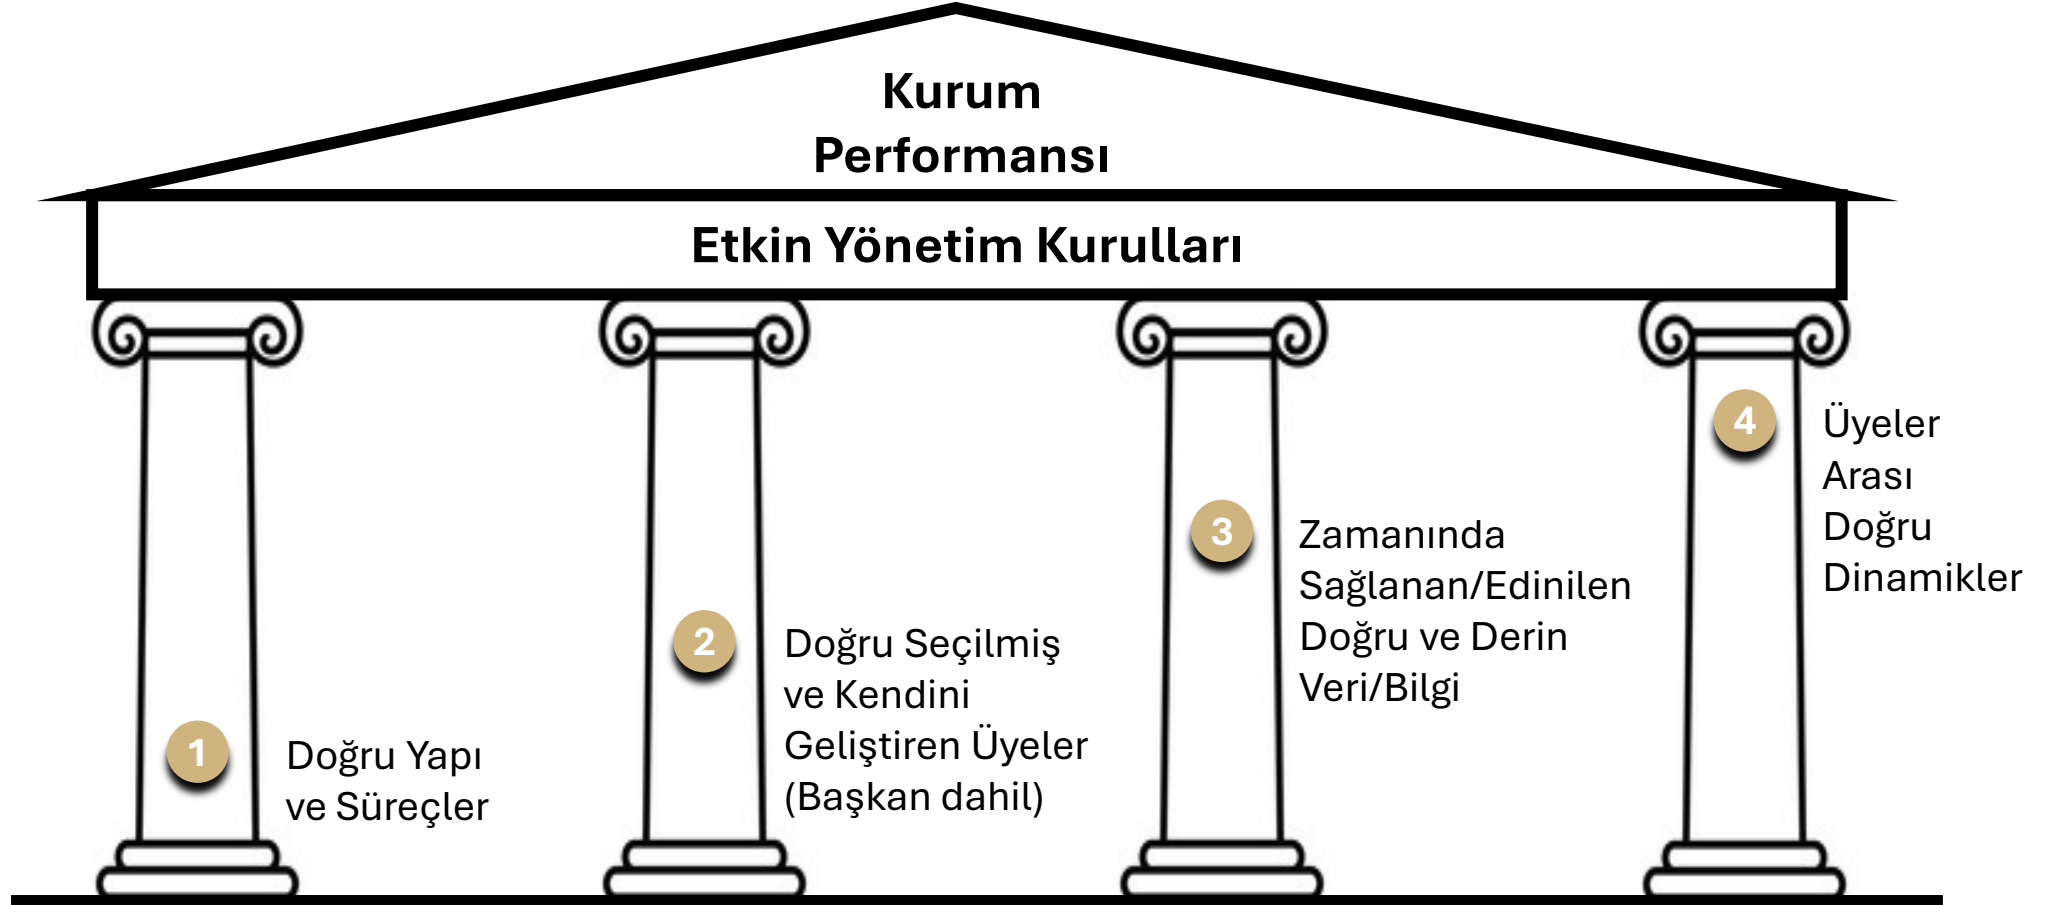 Kurum
Performansı
Etkin Yönetim Kurulları
1
Doğru Yapı
ve Süreçler
2
Doğru Seçilmiş
ve Kendini
Geliştiren Üyeler
(Başkan dahil)
3
Zamanında
Sağlanan/Edinilen
Doğru ve Derin
Veri/Bilgi
4
Üyeler
Arası
Doğru
Dinamikler